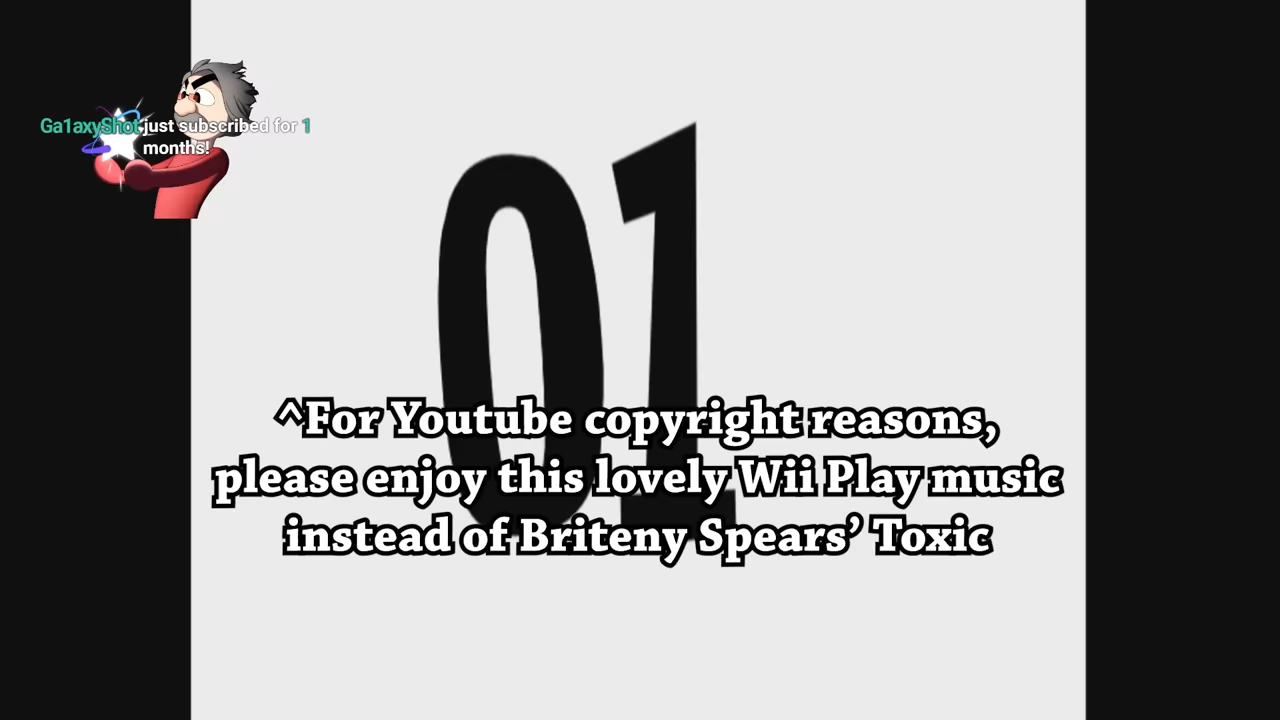 Ga1axyShot just subscribed for 1
months!
01
^For Youtube copyright reasons,
please enjoy this lovely Wii Play music
instead of Briteny Spears’ Toxic